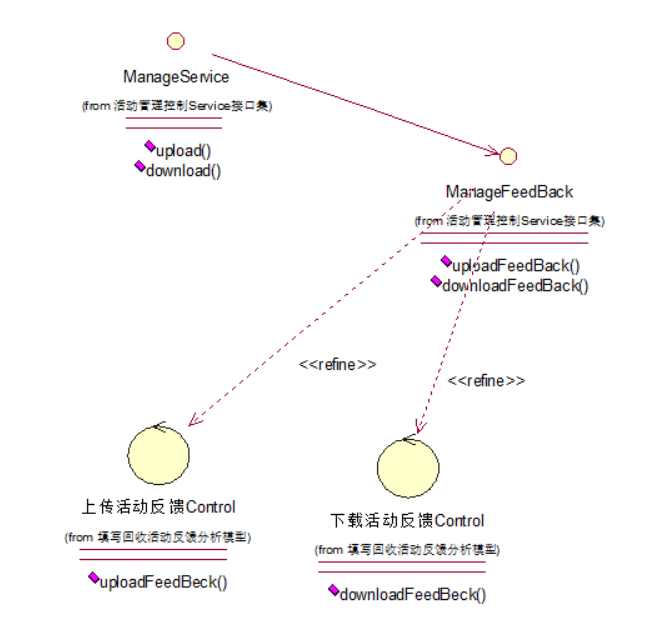 ManageService
(from 活动管理控制Service接口集)
upload()
download()
ManageFeedBack
(from 活动管理控制Service接口集)
uploadFeedBack()
downloadFeedBack()
<<refine>>
<<refine>>
上传活动反馈Control
(from 填写回收活动反馈分析模型)
uploadFeedBeck()
下载活动反馈Control
(from 填写回收活动反馈分析模型)
downloadFeedBeck()